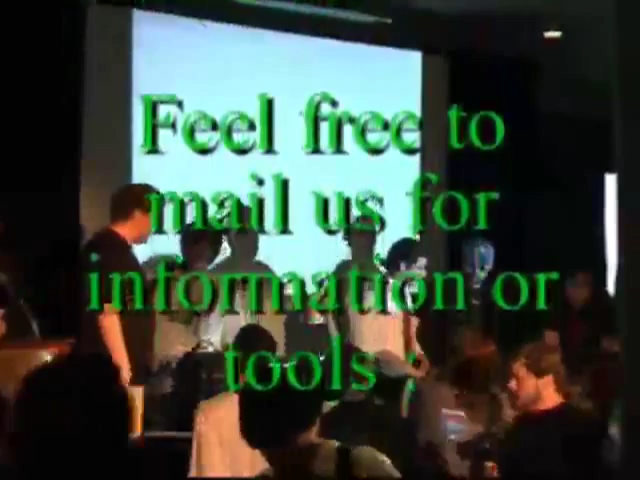 Feel free to
mail us for
information or
tools :